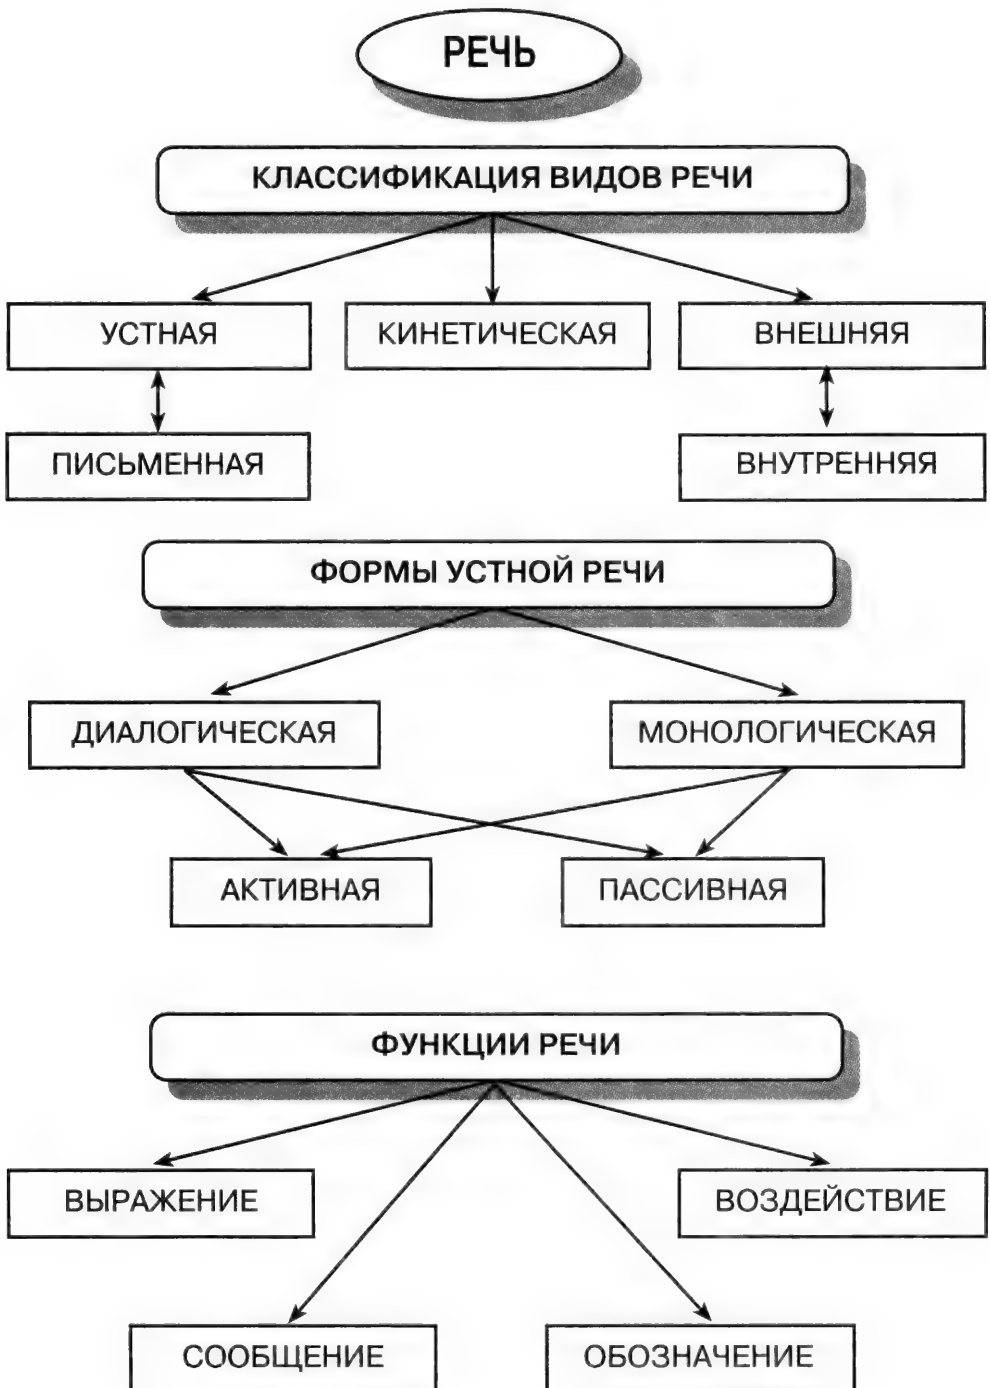 РЕЧЬ
КЛАССИФИКАЦИЯ ВИДОВ РЕЧИ
УСТНАЯ
КИНЕТИЧЕСКАЯ
ВНЕШНЯЯ
ПИСЬМЕННАЯ
ВНУТРЕННЯЯ
ФОРМЫ УСТНОЙ РЕЧИ
ДИАЛОГИЧЕСКАЯ
МОНОЛОГИЧЕСКАЯ
АКТИВНАЯ
ПАССИВНАЯ
ФУНКЦИИ РЕЧИ
ВЫРАЖЕНИЕ
ВОЗДЕЙСТВИЕ
СООБЩЕНИЕ
ОБОЗНАЧЕНИЕ